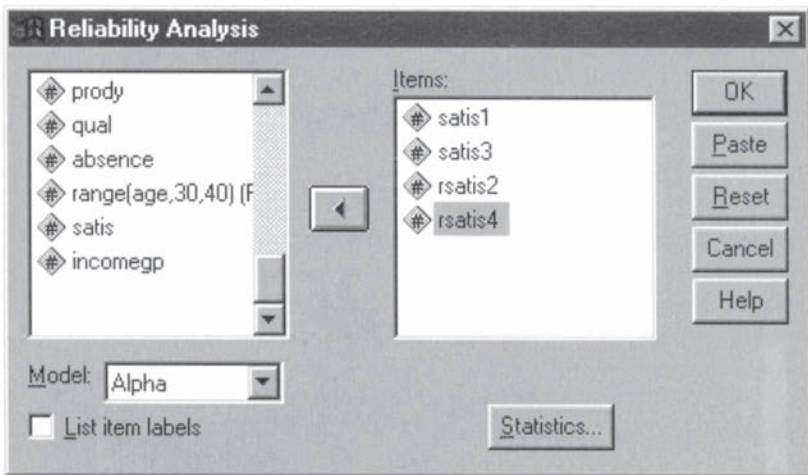 Reliability Analysis
prody
qual
absence
range(age,30,40) (F
satis
incomegp
Items:
satis1
satis3
rsatis2
rsatis4
OK
Paste
Reset
Cancel
Help
Model:
Alpha
List item labels
Statistics...